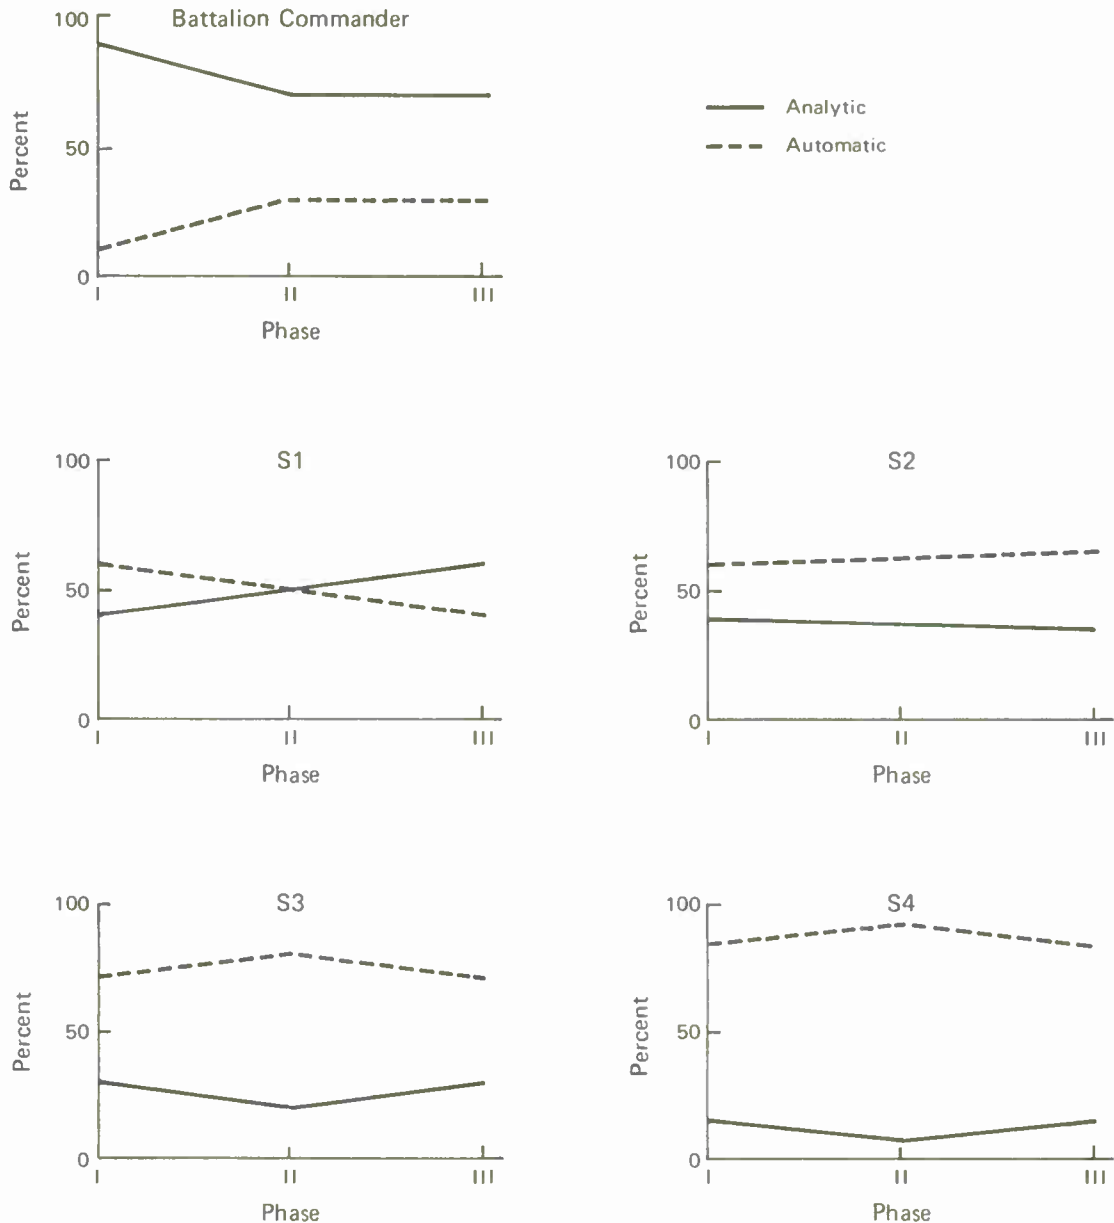 Battalion Commander
100
50
0
Percent
I II III
Phase
Analytic
Automatic
S1
100
50
0
Percent
I II III
Phase
S2
100
50
0
Percent
I II III
Phase
S3
100
50
0
Percent
I II III
Phase
S4
100
50
0
Percent
I II III
Phase